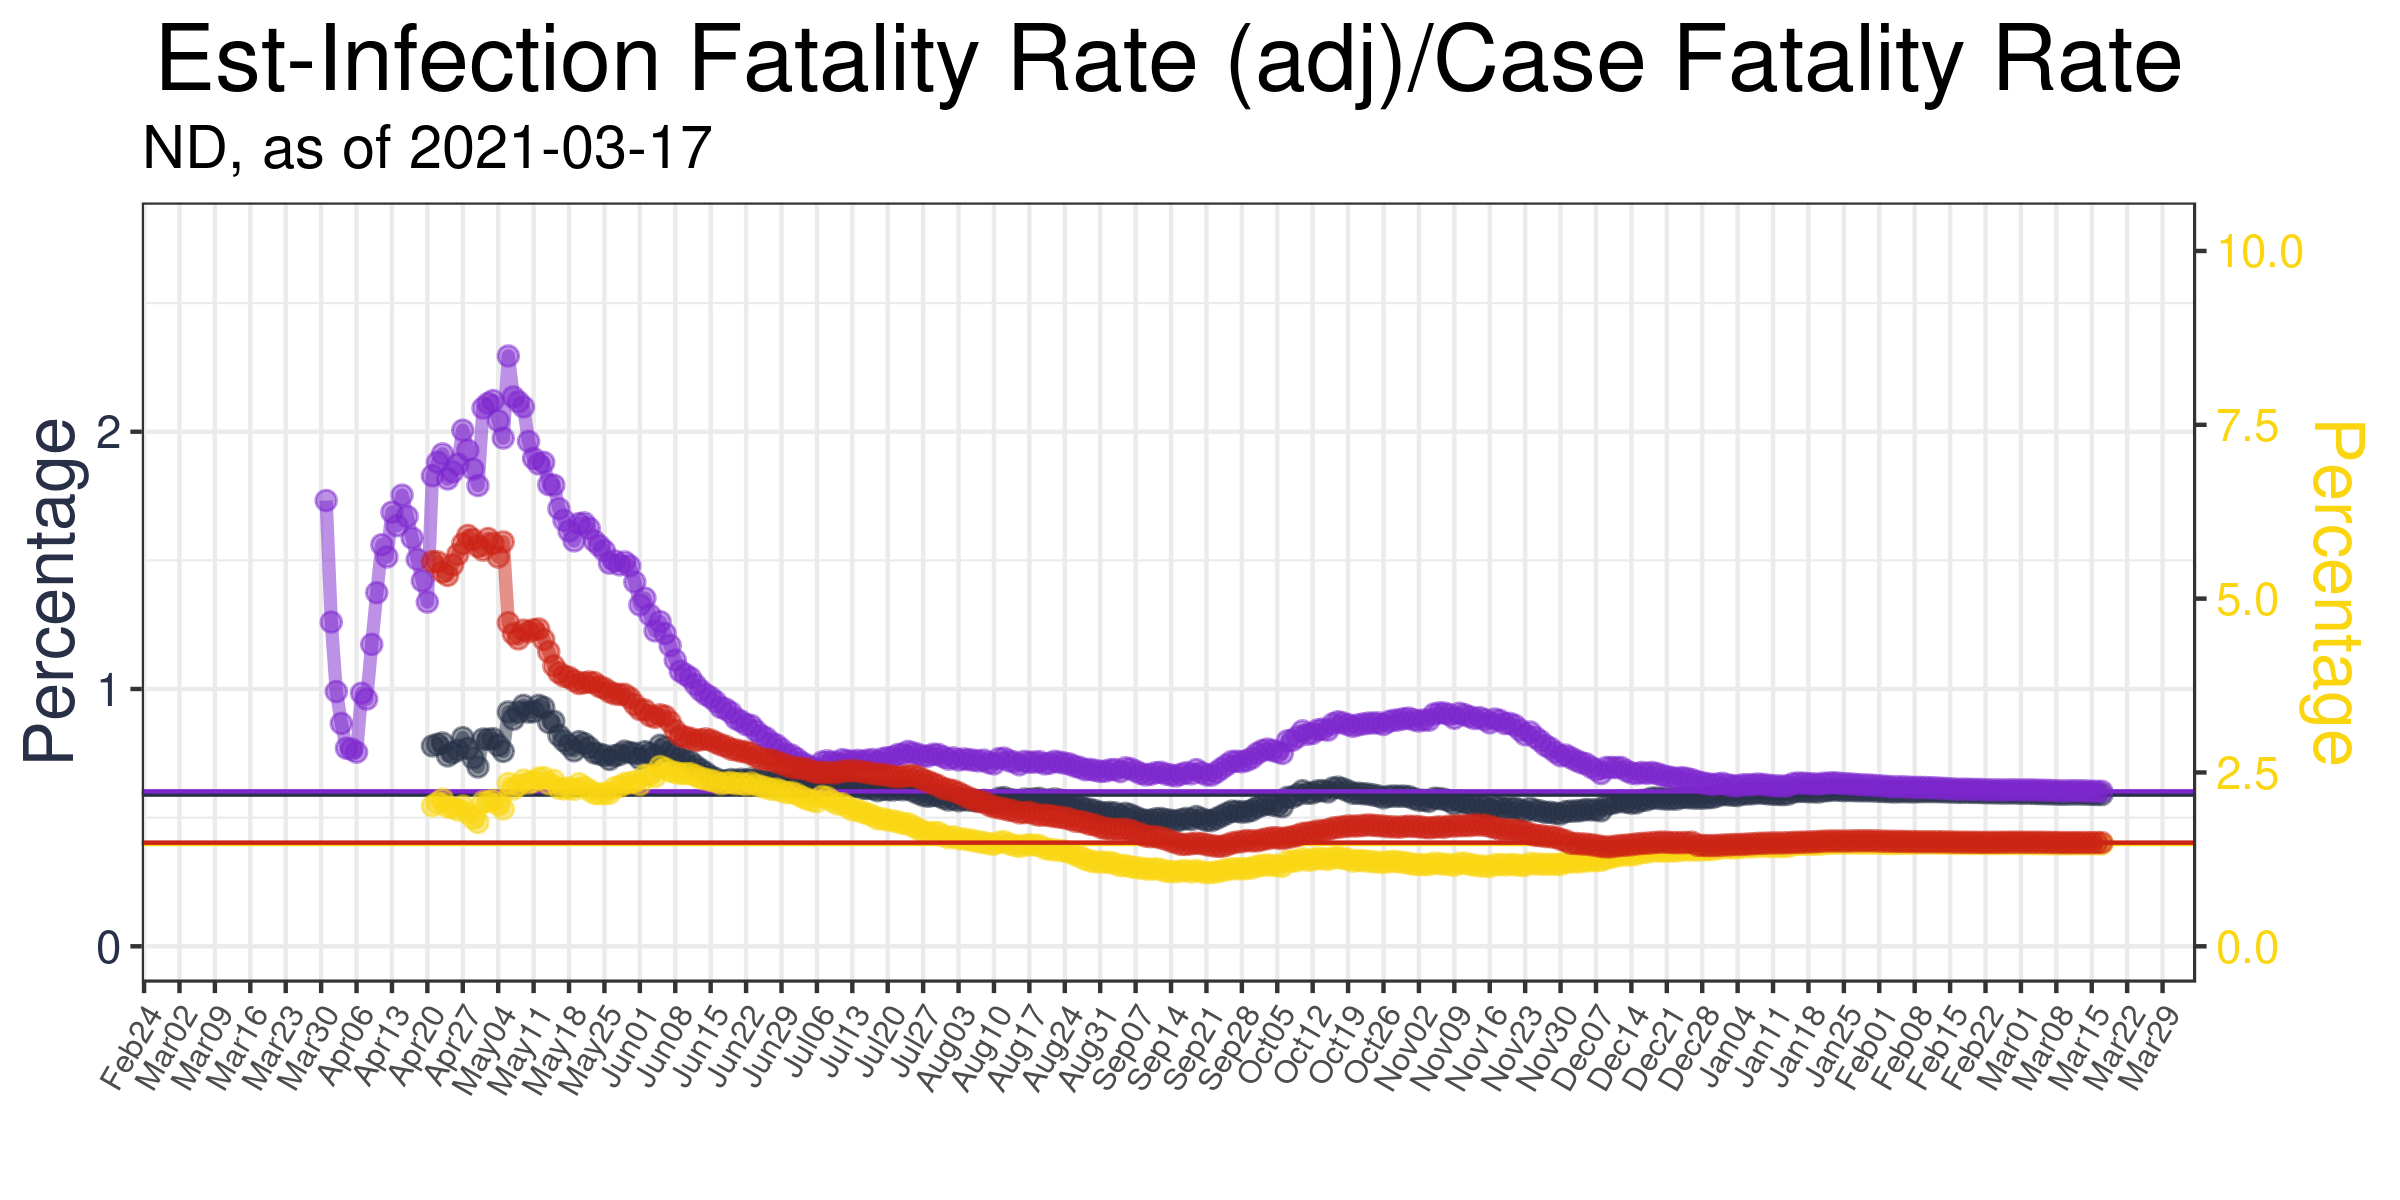 Est-Infection Fatality Rate (adj)/Case Fatality Rate
ND, as of 2021-03-17
Percentage
2
1
0
10.0
7.5
5.0
2.5
0.0
Percentage
Feb24
Mar02
Mar09
Mar16
Mar23
Mar30
Apr06
Apr13
Apr20
Apr27
May04
May11
May18
May25
Jun01
Jun08
Jun15
Jun22
Jun29
Jul06
Jul13
Jul20
Jul27
Aug03
Aug10
Aug17
Aug24
Aug31
Sep07
Sep14
Sep21
Sep28
Oct05
Oct12
Oct19
Oct26
Nov02
Nov09
Nov16
Nov23
Nov30
Dec07
Dec14
Dec21
Dec28
Jan04
Jan11
Jan18
Jan25
Feb01
Feb08
Feb15
Feb22
Mar01
Mar08
Mar15
Mar22
Mar29